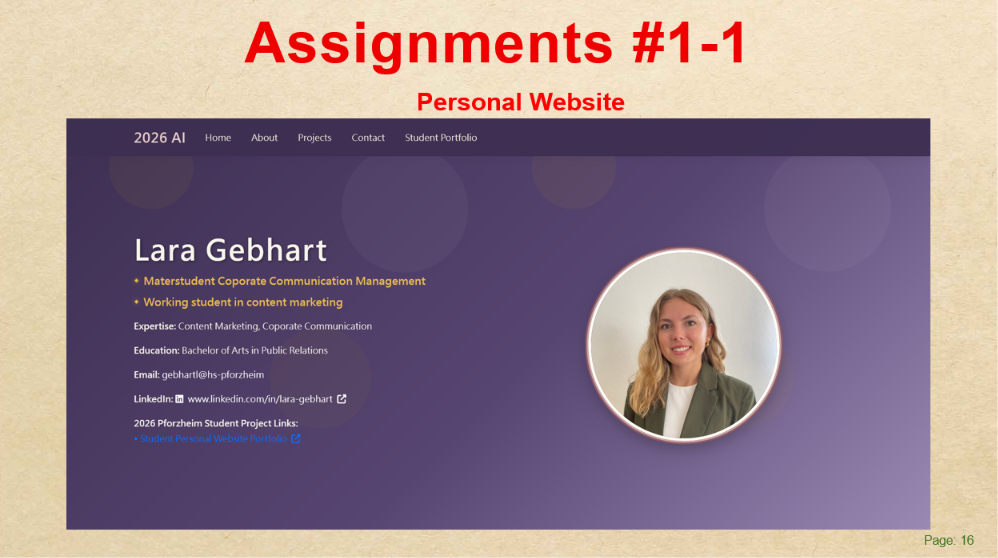 Assignments #1-1
Personal Website
2026 AI Home About Projects Contact Student Portfolio
Lara Gebhart
Materstudent Coporate Communication Management
Working student in content marketing
Expertise: Content Marketing, Coporate Communication
Education: Bachelor of Arts in Public Relations
Email: gebhartl@hs-pforzheim
LinkedIn: www.linkedin.com/in/lara-gebhart
2026 Pforzheim Student Project Links:
• Student Personal Website Portfolio
Page: 16